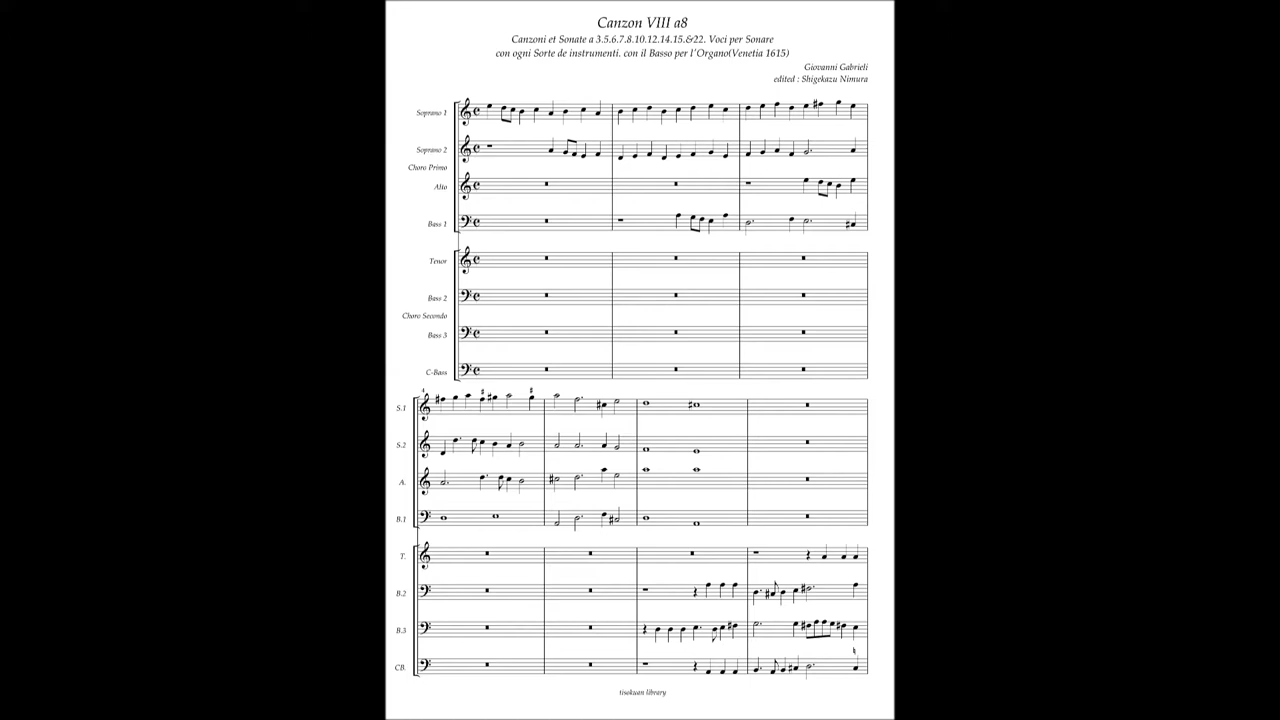 Canzon VIII a8
Canzoni et Sonate a 3.5.6.7.8.10.12.14.15.&22. Voci per Sonare
con ogni Sorte de instrumenti. con il Basso per l'Organo(Venetia 1615)
Giovanni Gabrieli
edited : Shigekazu Nimura
Soprano 1
Soprano 2
Choro Primo
Alto
Bass 1
Tenor
Bass 2
Choro Secondo
Bass 3
C-Bass
4
S.1
S.2
A.
B.1
T.
B.2
B.3
CB.
tisokuan library